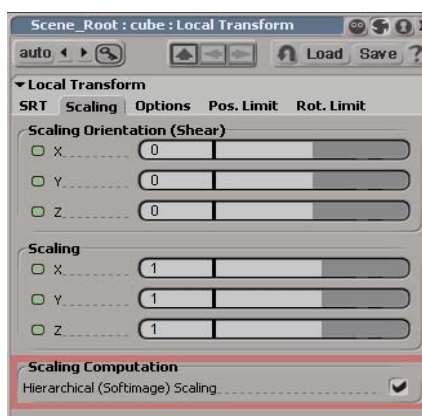 Scene_Root : cube : Local Transform
auto Load Save ?
Local Transform
SRT Scaling Options Pos. Limit Rot. Limit
Scaling Orientation (Shear)
X 0
Y 0
Z 0
Scaling
X 1
Y 1
Z 1
Scaling Computation
Hierarchical (Softimage) Scaling